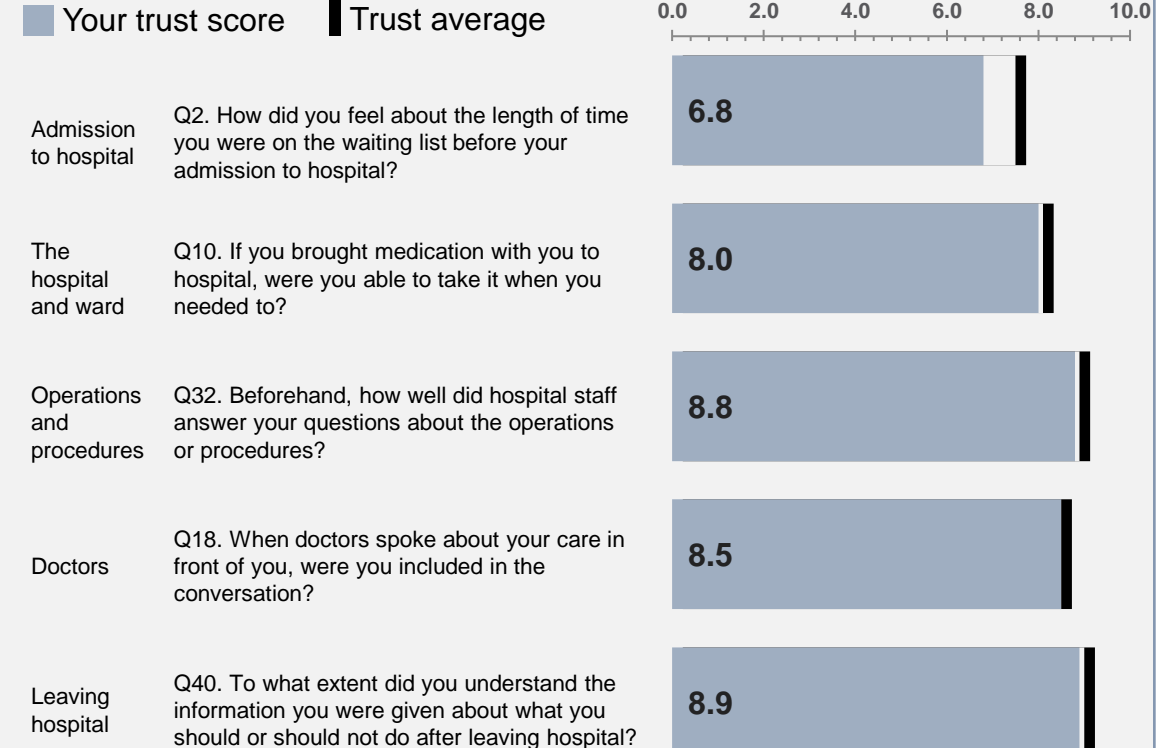 Your trust score Trust average
0.0 2.0 4.0 6.0 8.0 10.0
Admission
to hospital
Q2. How did you feel about the length of time
you were on the waiting list before your
admission to hospital?
6.8
The
hospital
and ward
Q10. If you brought medication with you to
hospital, were you able to take it when you
needed to?
8.0
Operations
and
procedures
Q32. Beforehand, how well did hospital staff
answer your questions about the operations
or procedures?
8.8
Doctors
Q18. When doctors spoke about your care in
front of you, were you included in the
conversation?
8.5
Leaving
hospital
Q40. To what extent did you understand the
information you were given about what you
should or should not do after leaving hospital?
8.9